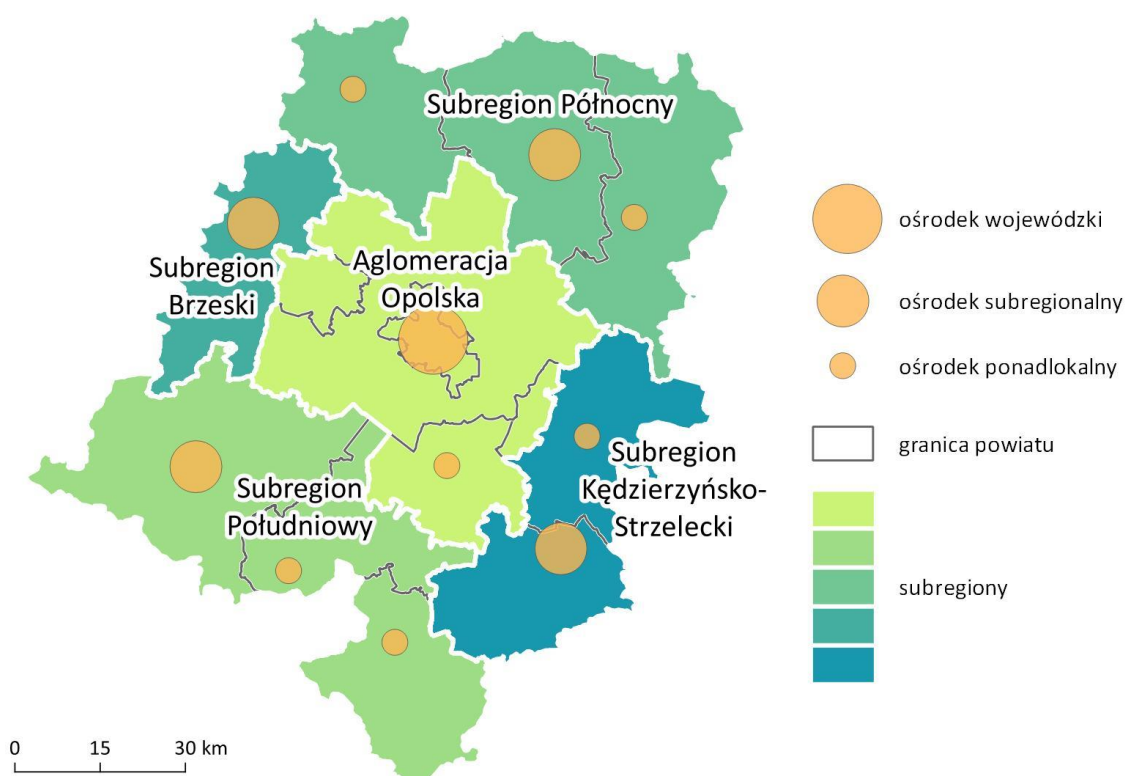 Subregion Północny
Subregion
Brzeski
Aglomeracja
Opolska
Subregion
Południowy
Subregion
Kędzierzyńsko-
Strzelecki
ośrodek wojewódzki
ośrodek subregionalny
ośrodek ponadlokalny
granica powiatu
subregiony
0 15 30 km